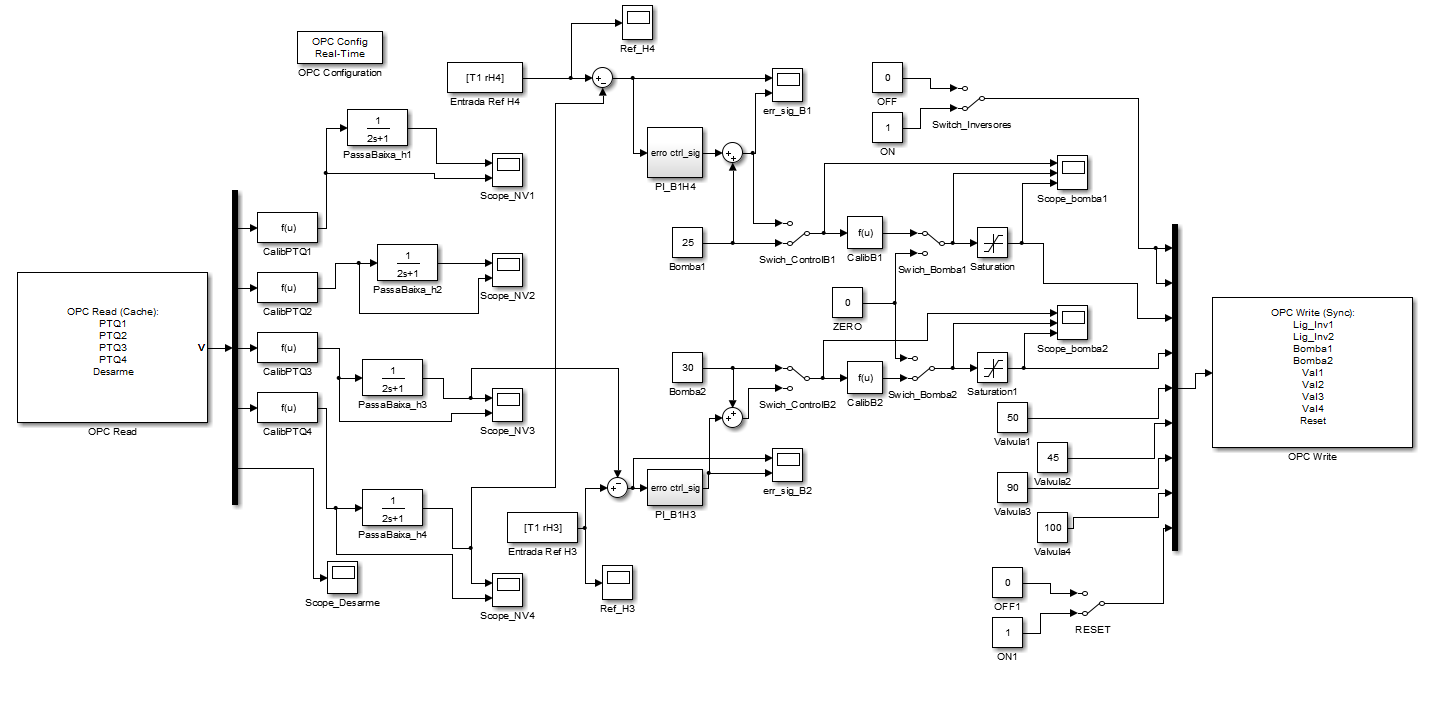 OPC Config
Real-Time
OPC Configuration
Ref_H4
[T1 rH4]
Entrada Ref H4
+
−
err_sig_B1
0
OFF
1
ON
Switch_Inversores
1
2s+1
PassaBaixa_h1
Scope_NV1
erro ctrl_sig
PI_B1H4
+
+
Scope_bomba1
f(u)
CalibPTQ1
25
Bomba1
Swich_ControlB1
f(u)
CalibB1
Swich_Bomba1
Saturation
1
2s+1
PassaBaixa_h2
Scope_NV2
f(u)
CalibPTQ2
0
ZERO
Scope_bomba2
OPC Read (Cache):
PTQ1
PTQ2
PTQ3
PTQ4
Desarme
V
OPC Read
f(u)
CalibPTQ3
1
2s+1
PassaBaixa_h3
Scope_NV3
30
Bomba2
Swich_ControlB2
f(u)
CalibB2
Swich_Bomba2
Saturation1
OPC Write (Sync):
Lig_Inv1
Lig_Inv2
Bomba1
Bomba2
Val1
Val2
Val3
Val4
Reset
OPC Write
f(u)
CalibPTQ4
+
+
50
Valvula1
45
Valvula2
90
Valvula3
100
Valvula4
err_sig_B2
+
−
erro ctrl_sig
PI_B1H3
1
2s+1
PassaBaixa_h4
[T1 rH3]
Entrada Ref H3
Scope_Desarme
Scope_NV4
Ref_H3
0
OFF1
1
ON1
RESET